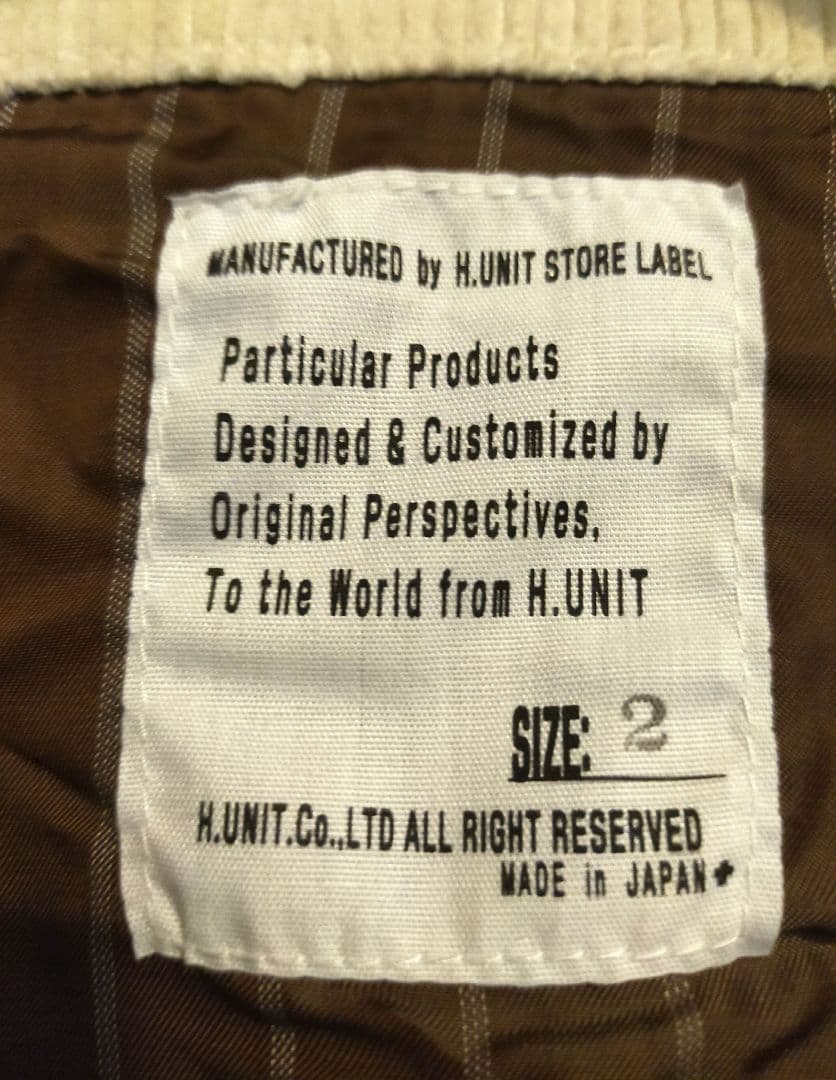 MANUFACTURED by H.UNIT STORE LABEL
Particular Products
Designed & Customized by
Original Perspectives,
To the World from H.UNIT
SIZE: 2
H.UNIT.Co.,LTD ALL RIGHT RESERVED
MADE in JAPAN✚